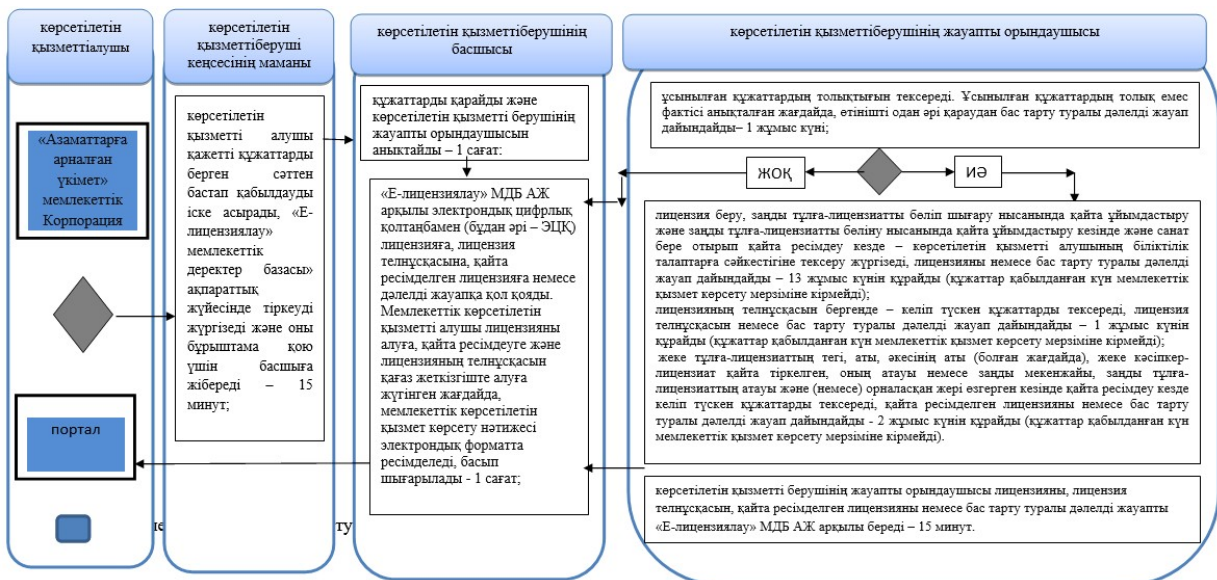 көрсетілетін
қызметтіалушы
көрсетілетін
қызметтіберуші
кеңсесінің маманы
көрсетілетін қызметтіберушінің
басшысы
көрсетілетін қызметтіберушінің жауапты орындаушысы
«Азаматтарға
арналған
үкімет»
мемлекеттік
Корпорация
портал
көрсетілетін
қызметті алушы
қажетті құжаттарды
берген сәттен
бастап қабылдауды
іске асырады, «Е-
лицензиялау»
мемлекеттік
деректер базасы»
ақпараттық
жүйесінде тіркеуді
жүргізеді және оны
бұрыштама қою
үшін басшыға
жібереді – 15
минут;
құжаттарды қарайды және
көрсетілетін қызметті берушінің
жауапты орындаушысын
аныктайды – 1 сағат:
«Е-лицензиялау» МДБ АЖ
арқылы электрондық цифрлық
қолтаңбамен (бұдан әрі – ЭЦҚ)
лицензияға, лицензия
телнұсқасына, қайта
ресімделген лицензияға немесе
дәлелді жауапқа қол қояды.
Мемлекеттік көрсетілетін
қызметті алушы лицензияны
алуға, қайта ресімдеуге және
лицензияның телнұсқасын
қағаз жеткізгіште алуға
жүгінген жағдайда,
мемлекеттік көрсетілетін
қызмет көрсету нәтижесі
электрондық форматта
ресімделеді, басып
шығарылады - 1 сағат;
ұсынылған құжаттардың толықтығын тексереді. Ұсынылған құжаттардың толық емес
фактісі анықталған жағдайда, өтінішті одан әрі қараудан бас тарту туралы дәлелді жауап
дайындайды– 1 жұмыс күні;
ЖОҚ
ИӘ
лицензия беру, заңды тұлға-лицензиатты бөліп шығару нысанында қайта ұйымдастыру
және заңды тұлға-лицензиатты бөліну нысанында қайта ұйымдастыру кезінде және санат
бере отырып қайта ресімдеу кезде – көрсетілетін қызметті алушының біліктілік
талаптарға сәйкестігіне тексеру жүргізеді, лицензияны немесе бас тарту туралы дәлелді
жауап дайындайды – 13 жұмыс күнін құрайды (құжаттар қабылданған күн мемлекеттік
қызмет көрсету мерзіміне кірмейді);
лицензияның телнұсқасын бергенде – келіп түскен құжаттарды тексереді, лицензия
телнұсқасын немесе бас тарту туралы дәлелді жауап дайындайды – 1 жұмыс күнін
құрайды (құжаттар қабылданған күн мемлекеттік қызмет көрсету мерзіміне кірмейді);
жеке тұлға-лицензиаттың тегі, аты, әкесінің аты (болған жағдайда), жеке кәсіпкер-
лицензиат қайта тіркелген, оның атауы немесе заңды мекенжайы, заңды тұлға-
лицензиаттың атауы және (немесе) орналасқан жері өзгерген кезінде қайта ресімдеу кезде
келіп түскен құжаттарды тексереді, қайта ресімделген лицензияны немесе бас тарту
туралы дәлелді жауап дайындайды - 2 жұмыс күнін құрайды (құжаттар қабылданған күн
мемлекеттік қызмет көрсету мерзіміне кірмейді).
көрсетілетін қызметті берушінің жауапты орындаушысы лицензияны, лицензия
телнұсқасын, қайта ресімделген лицензияны немесе бас тарту туралы дәлелді жауапты
«Е-лицензиялау» МДБ АЖ арқылы береді – 15 минут.
ту